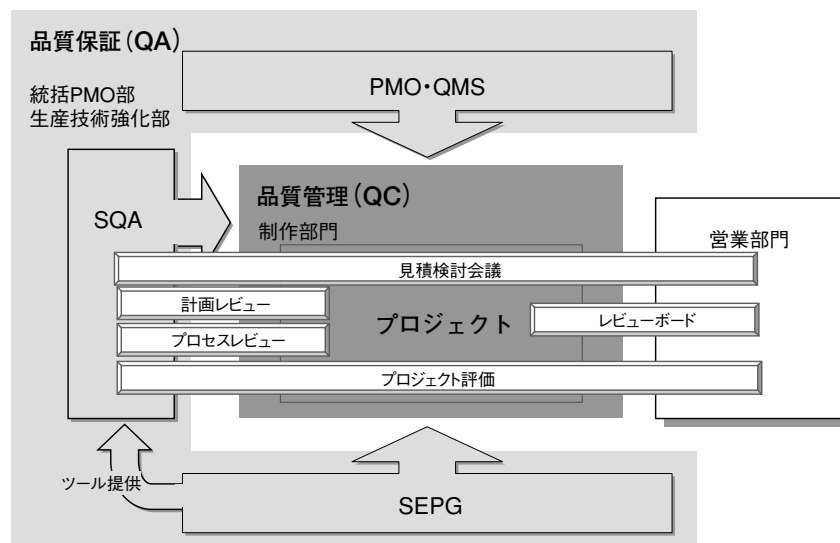 品質保証（QA）
統括PMO部
生産技術強化部
PMO・QMS
SQA
品質管理（QC）
制作部門
営業部門
見積検討会議
計画レビュー
プロジェクト
レビューボード
プロセスレビュー
プロジェクト評価
ツール提供
SEPG